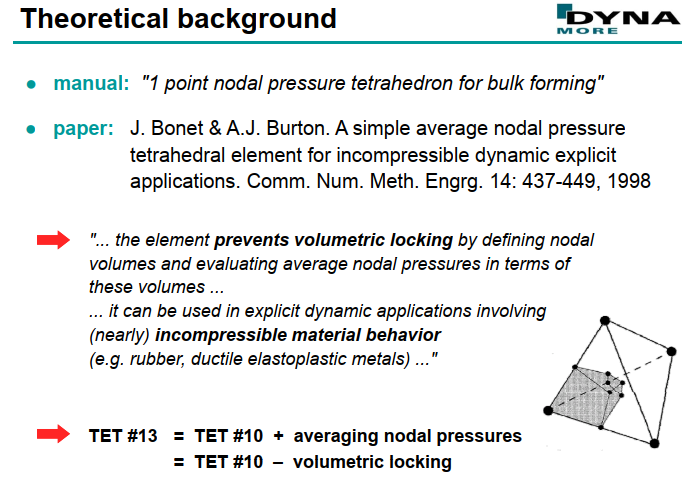 Theoretical background
DYNA
MORE
● manual: "1 point nodal pressure tetrahedron for bulk forming"
● paper: J. Bonet & A.J. Burton. A simple average nodal pressure
tetrahedral element for incompressible dynamic explicit
applications. Comm. Num. Meth. Engrg. 14: 437-449, 1998
"... the element prevents volumetric locking by defining nodal
volumes and evaluating average nodal pressures in terms of
these volumes ...
... it can be used in explicit dynamic applications involving
(nearly) incompressible material behavior
(e.g. rubber, ductile elastoplastic metals) ..."
TET #13 = TET #10 + averaging nodal pressures
= TET #10 – volumetric locking